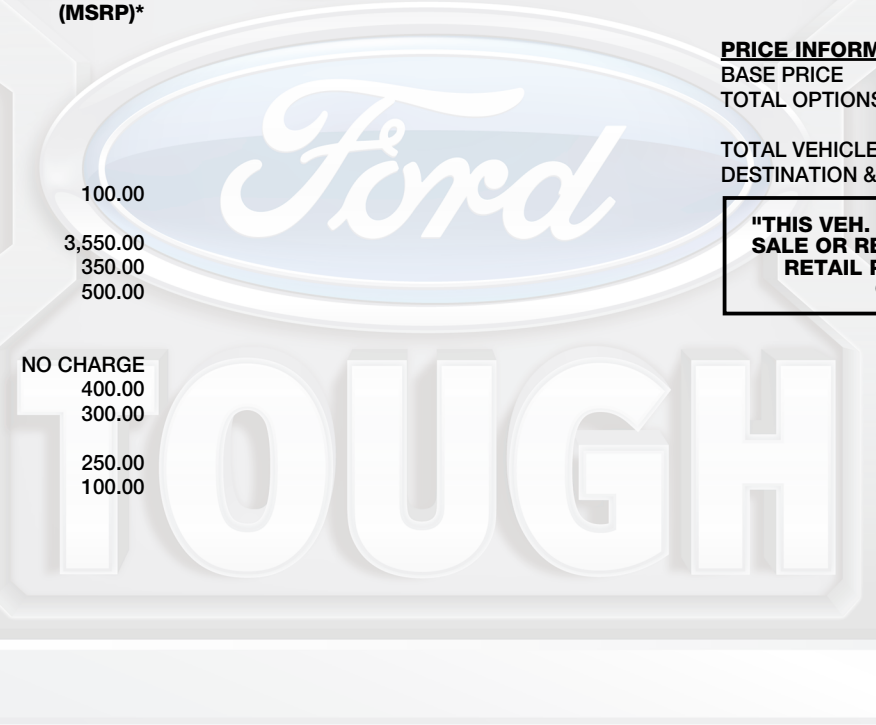 (MSRP)*
100.00
3,550.00
350.00
500.00
NO CHARGE
400.00
300.00
250.00
100.00
PRICE INFORM
BASE PRICE
TOTAL OPTIONS
TOTAL VEHICLE
DESTINATION &
"THIS VEH.
SALE OR RE
RETAIL
Ford
TOUGH